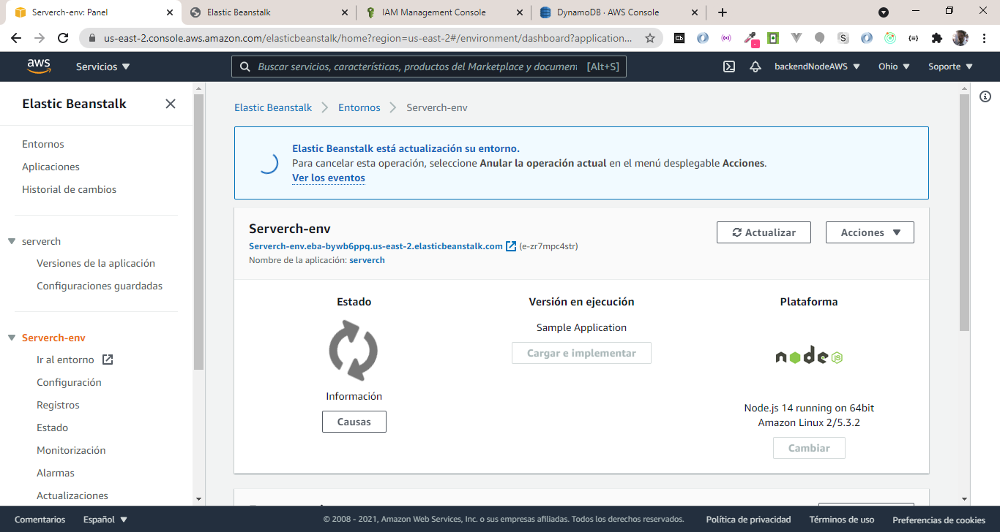 Serverch-env: Panel
Elastic Beanstalk
IAM Management Console
DynamoDB · AWS Console
us-east-2.console.aws.amazon.com/elasticbeanstalk/home?region=us-east-2#/environment/dashboard?application...
aws
Servicios
Buscar servicios, características, productos del Marketplace y documen
[Alt+S]
backendNodeAWS
Ohio
Soporte
Elastic Beanstalk
Entornos
Aplicaciones
Historial de cambios
serverch
Versiones de la aplicación
Configuraciones guardadas
Serverch-env
Ir al entorno
Configuración
Registros
Estado
Monitorización
Alarmas
Actualizaciones
Elastic Beanstalk
Entornos
Serverch-env
Elastic Beanstalk está actualización su entorno.
Para cancelar esta operación, seleccione Anular la operación actual en el menú desplegable Acciones.
Ver los eventos
Serverch-env
Serverch-env.eba-bywb6ppq.us-east-2.elasticbeanstalk.com (e-zr7mpc4str)
Nombre de la aplicación: serverch
Actualizar
Acciones
Estado
Información
Causas
Versión en ejecución
Sample Application
Cargar e implementar
Plataforma
node
JS
Node.js 14 running on 64bit
Amazon Linux 2/5.3.2
Cambiar
Comentarios
Español
© 2008 - 2021, Amazon Web Services, Inc. o sus empresas afiliadas. Todos los derechos reservados.
Política de privacidad
Términos de uso
Preferencias de cookies